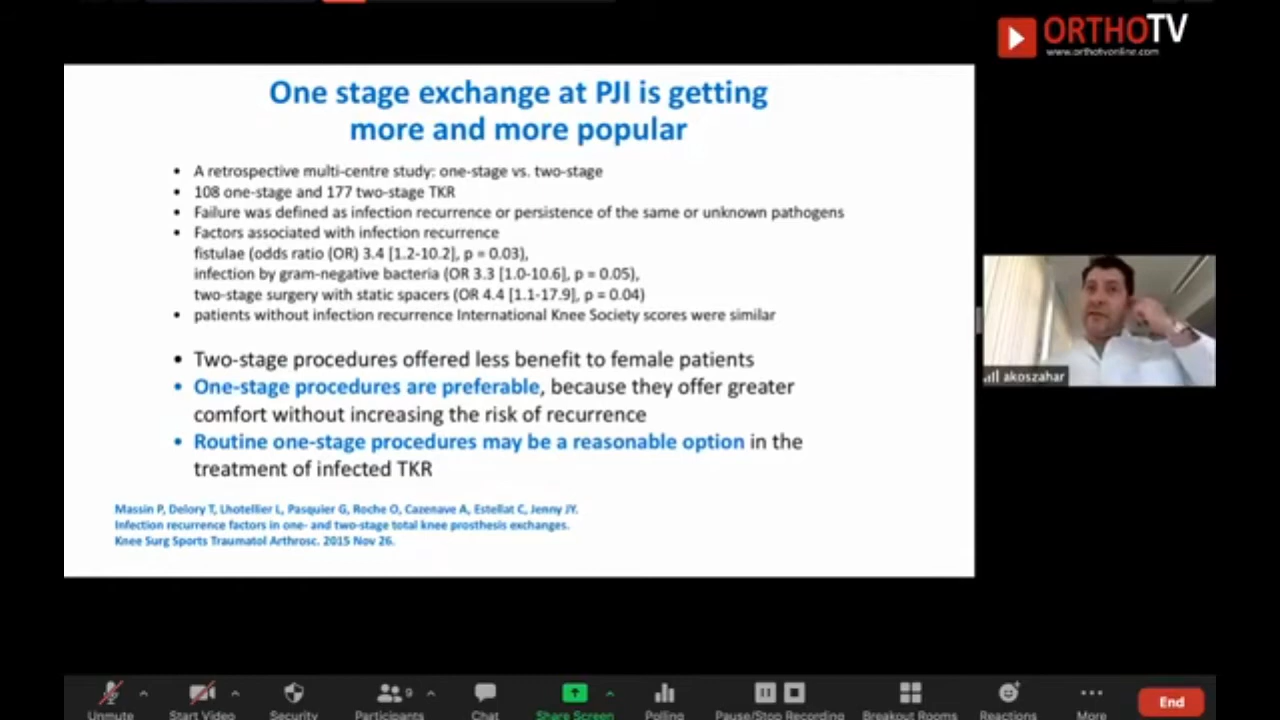 ORTHOTV
www.orthotvonline.com
One stage exchange at PJI is getting
more and more popular
• A retrospective multi-centre study: one-stage vs. two-stage
• 108 one-stage and 177 two-stage TKR
• Failure was defined as infection recurrence or persistence of the same or unknown pathogens
• Factors associated with infection recurrence
fistulae (odds ratio (OR) 3.4 [1.2-10.2], p = 0.03),
infection by gram-negative bacteria (OR 3.3 [1.0-10.6], p = 0.05),
two-stage surgery with static spacers (OR 4.4 [1.1-17.9], p = 0.04)
• patients without infection recurrence International Knee Society scores were similar
• Two-stage procedures offered less benefit to female patients
• One-stage procedures are preferable, because they offer greater
comfort without increasing the risk of recurrence
• Routine one-stage procedures may be a reasonable option in the
treatment of infected TKR
Massin P, Delory T, Lhotellier L, Pasquier G, Roche O, Cazenave A, Estellat C, Jenny JY.
Infection recurrence factors in one- and two-stage total knee prosthesis exchanges.
Knee Surg Sports Traumatol Arthrosc. 2015 Nov 26.
akoszahar
9
Unmute Start Video Security Participants Chat Share Screen Polling Pause/Stop Recording Breakout Rooms Reactions More End